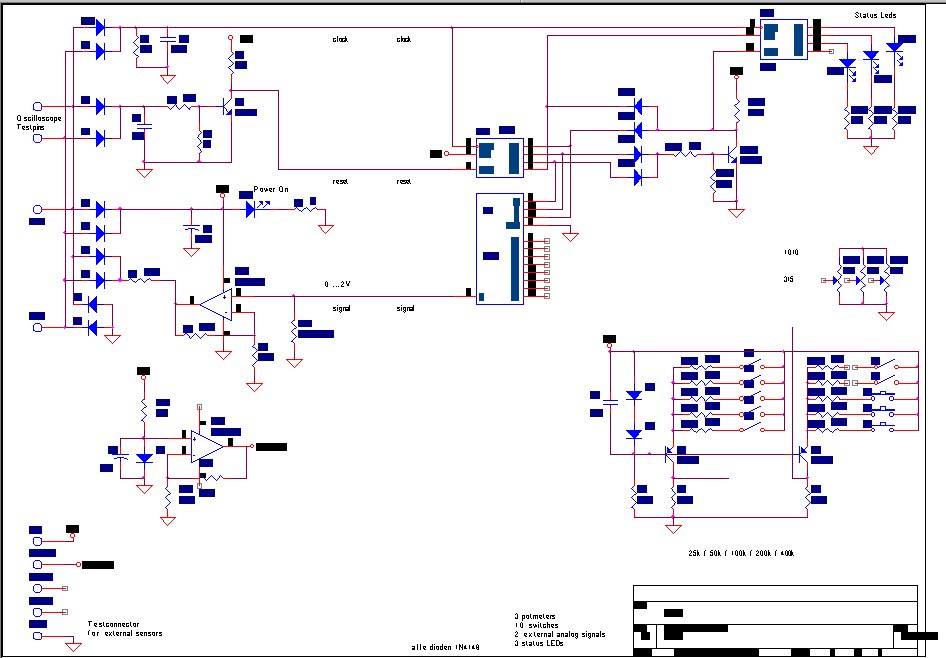 Status Leds
clock clock
Oscilloscope
Testpins
reset reset
Power On
1010
0 ...2V
315
signal signal
25k / 50k / 100k / 200k / 400k
Testconnector
for external sensors
3 potmeters
10 switches
2 external analog signals
3 status LEDs
alle dioden 1N4148